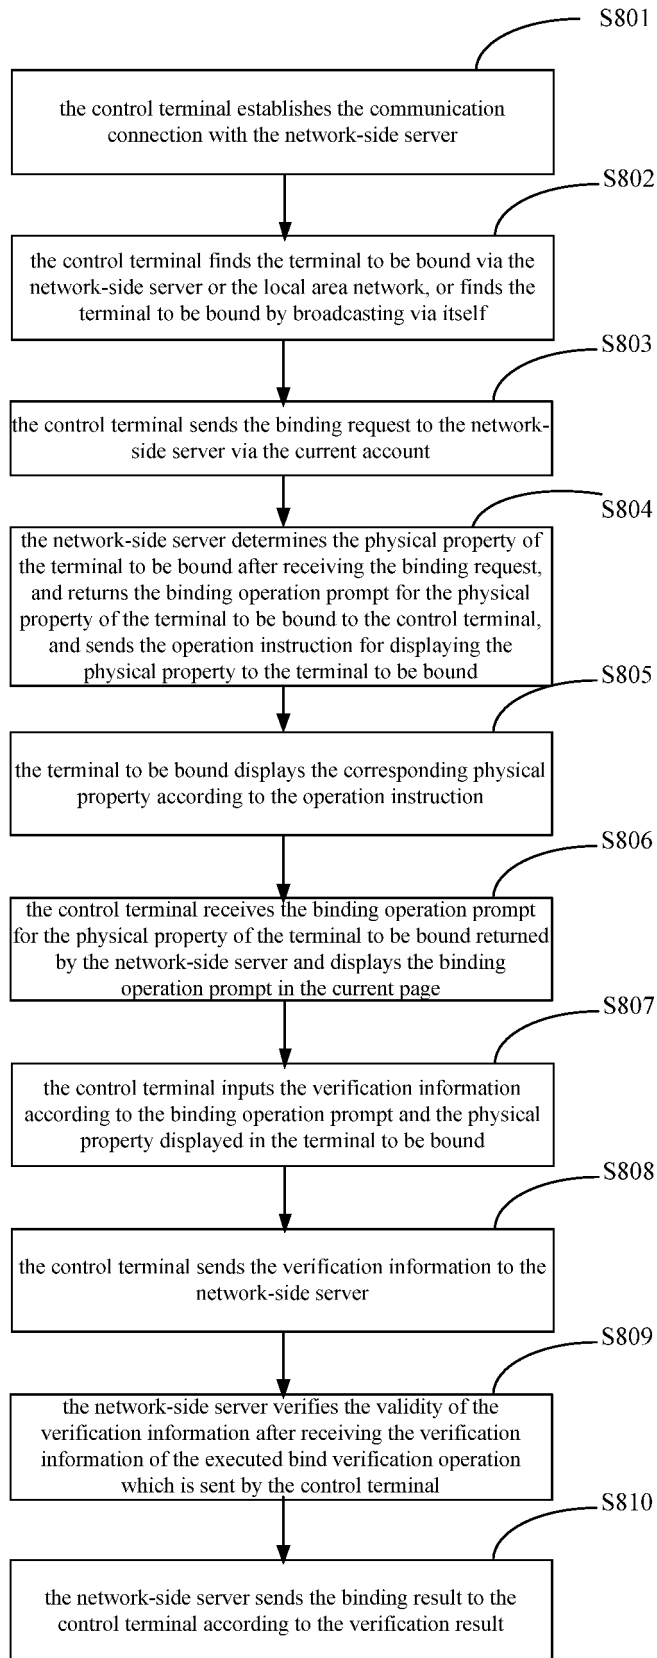 S801
the control terminal establishes the communication
connection with the network-side server
S802
the control terminal finds the terminal to be bound via the
network-side server or the local area network, or finds the
terminal to be bound by broadcasting via itself
S803
the control terminal sends the binding request to the network-
side server via the current account
S804
the network-side server determines the physical property of
the terminal to be bound after receiving the binding request,
and returns the binding operation prompt for the physical
property of the terminal to be bound to the control terminal,
and sends the operation instruction for displaying the
physical property to the terminal to be bound
S805
the terminal to be bound displays the corresponding physical
property according to the operation instruction
S806
the control terminal receives the binding operation prompt
for the physical property of the terminal to be bound returned
by the network-side server and displays the binding
operation prompt in the current page
S807
the control terminal inputs the verification information
according to the binding operation prompt and the physical
property displayed in the terminal to be bound
S808
the control terminal sends the verification information to the
network-side server
S809
the network-side server verifies the validity of the
verification information after receiving the verification
information of the executed bind verification operation
which is sent by the control terminal
S810
the network-side server sends the binding result to the
control terminal according to the verification result